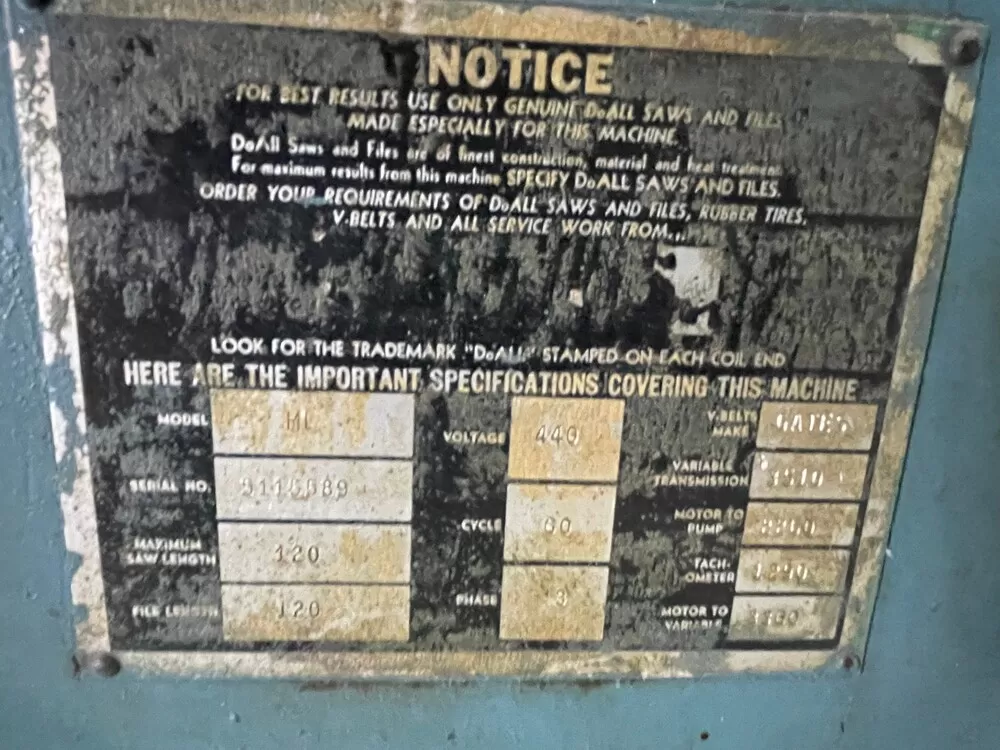 NOTICE
FOR BEST RESULTS USE ONLY GENUINE DoALL SAWS AND FILES
MADE ESPECIALLY FOR THIS MACHINE.
DoAll Saws and Files are of finest construction, material and heat treatment.
For maximum results from this machine SPECIFY DoALL SAWS AND FILES.
ORDER YOUR REQUIREMENTS OF DoALL SAWS AND FILES, RUBBER TIRES,
V-BELTS AND ALL SERVICE WORK FROM...
LOOK FOR THE TRADEMARK "DoALL" STAMPED ON EACH COIL END
HERE ARE THE IMPORTANT SPECIFICATIONS COVERING THIS MACHINE
MODEL ML
SERIAL NO.
MAXIMUM
SAW LENGTH 120
FILE LENGTH 120
VOLTAGE 440
CYCLE 60
PHASE 3
V-BELTS
MAKE GATES
VARIABLE
TRANSMISSION
MOTOR TO
PUMP
TACH-
OMETER
MOTOR TO
VARIABLE